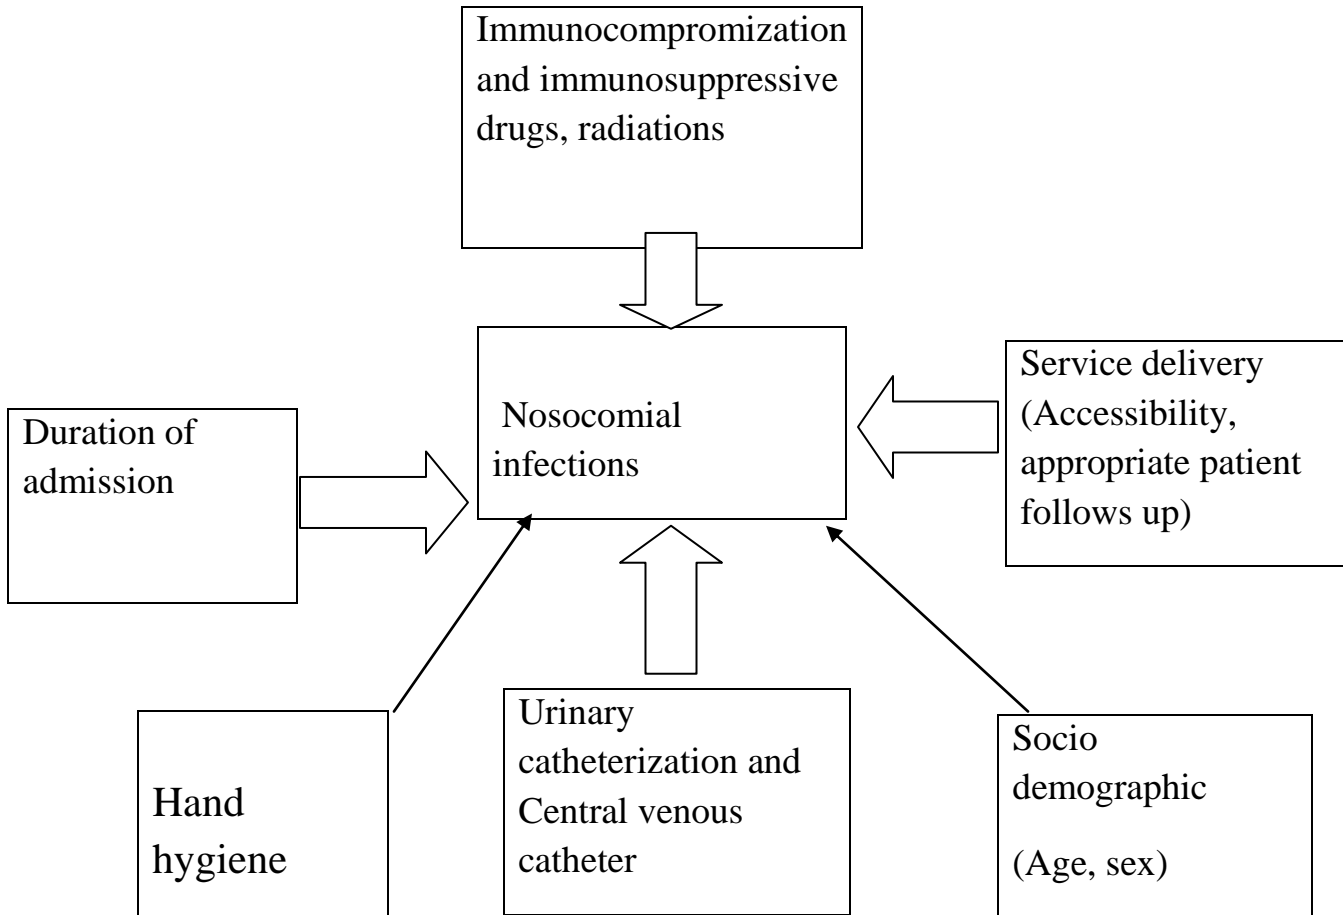 Immunocompromization
and immunosuppressive
drugs, radiations
Nosocomial
infections
Service delivery
(Accessibility,
appropriate patient
follows up)
Duration of
admission
Hand
hygiene
Urinary
catheterization and
Central venous
catheter
Socio
demographic
(Age, sex)